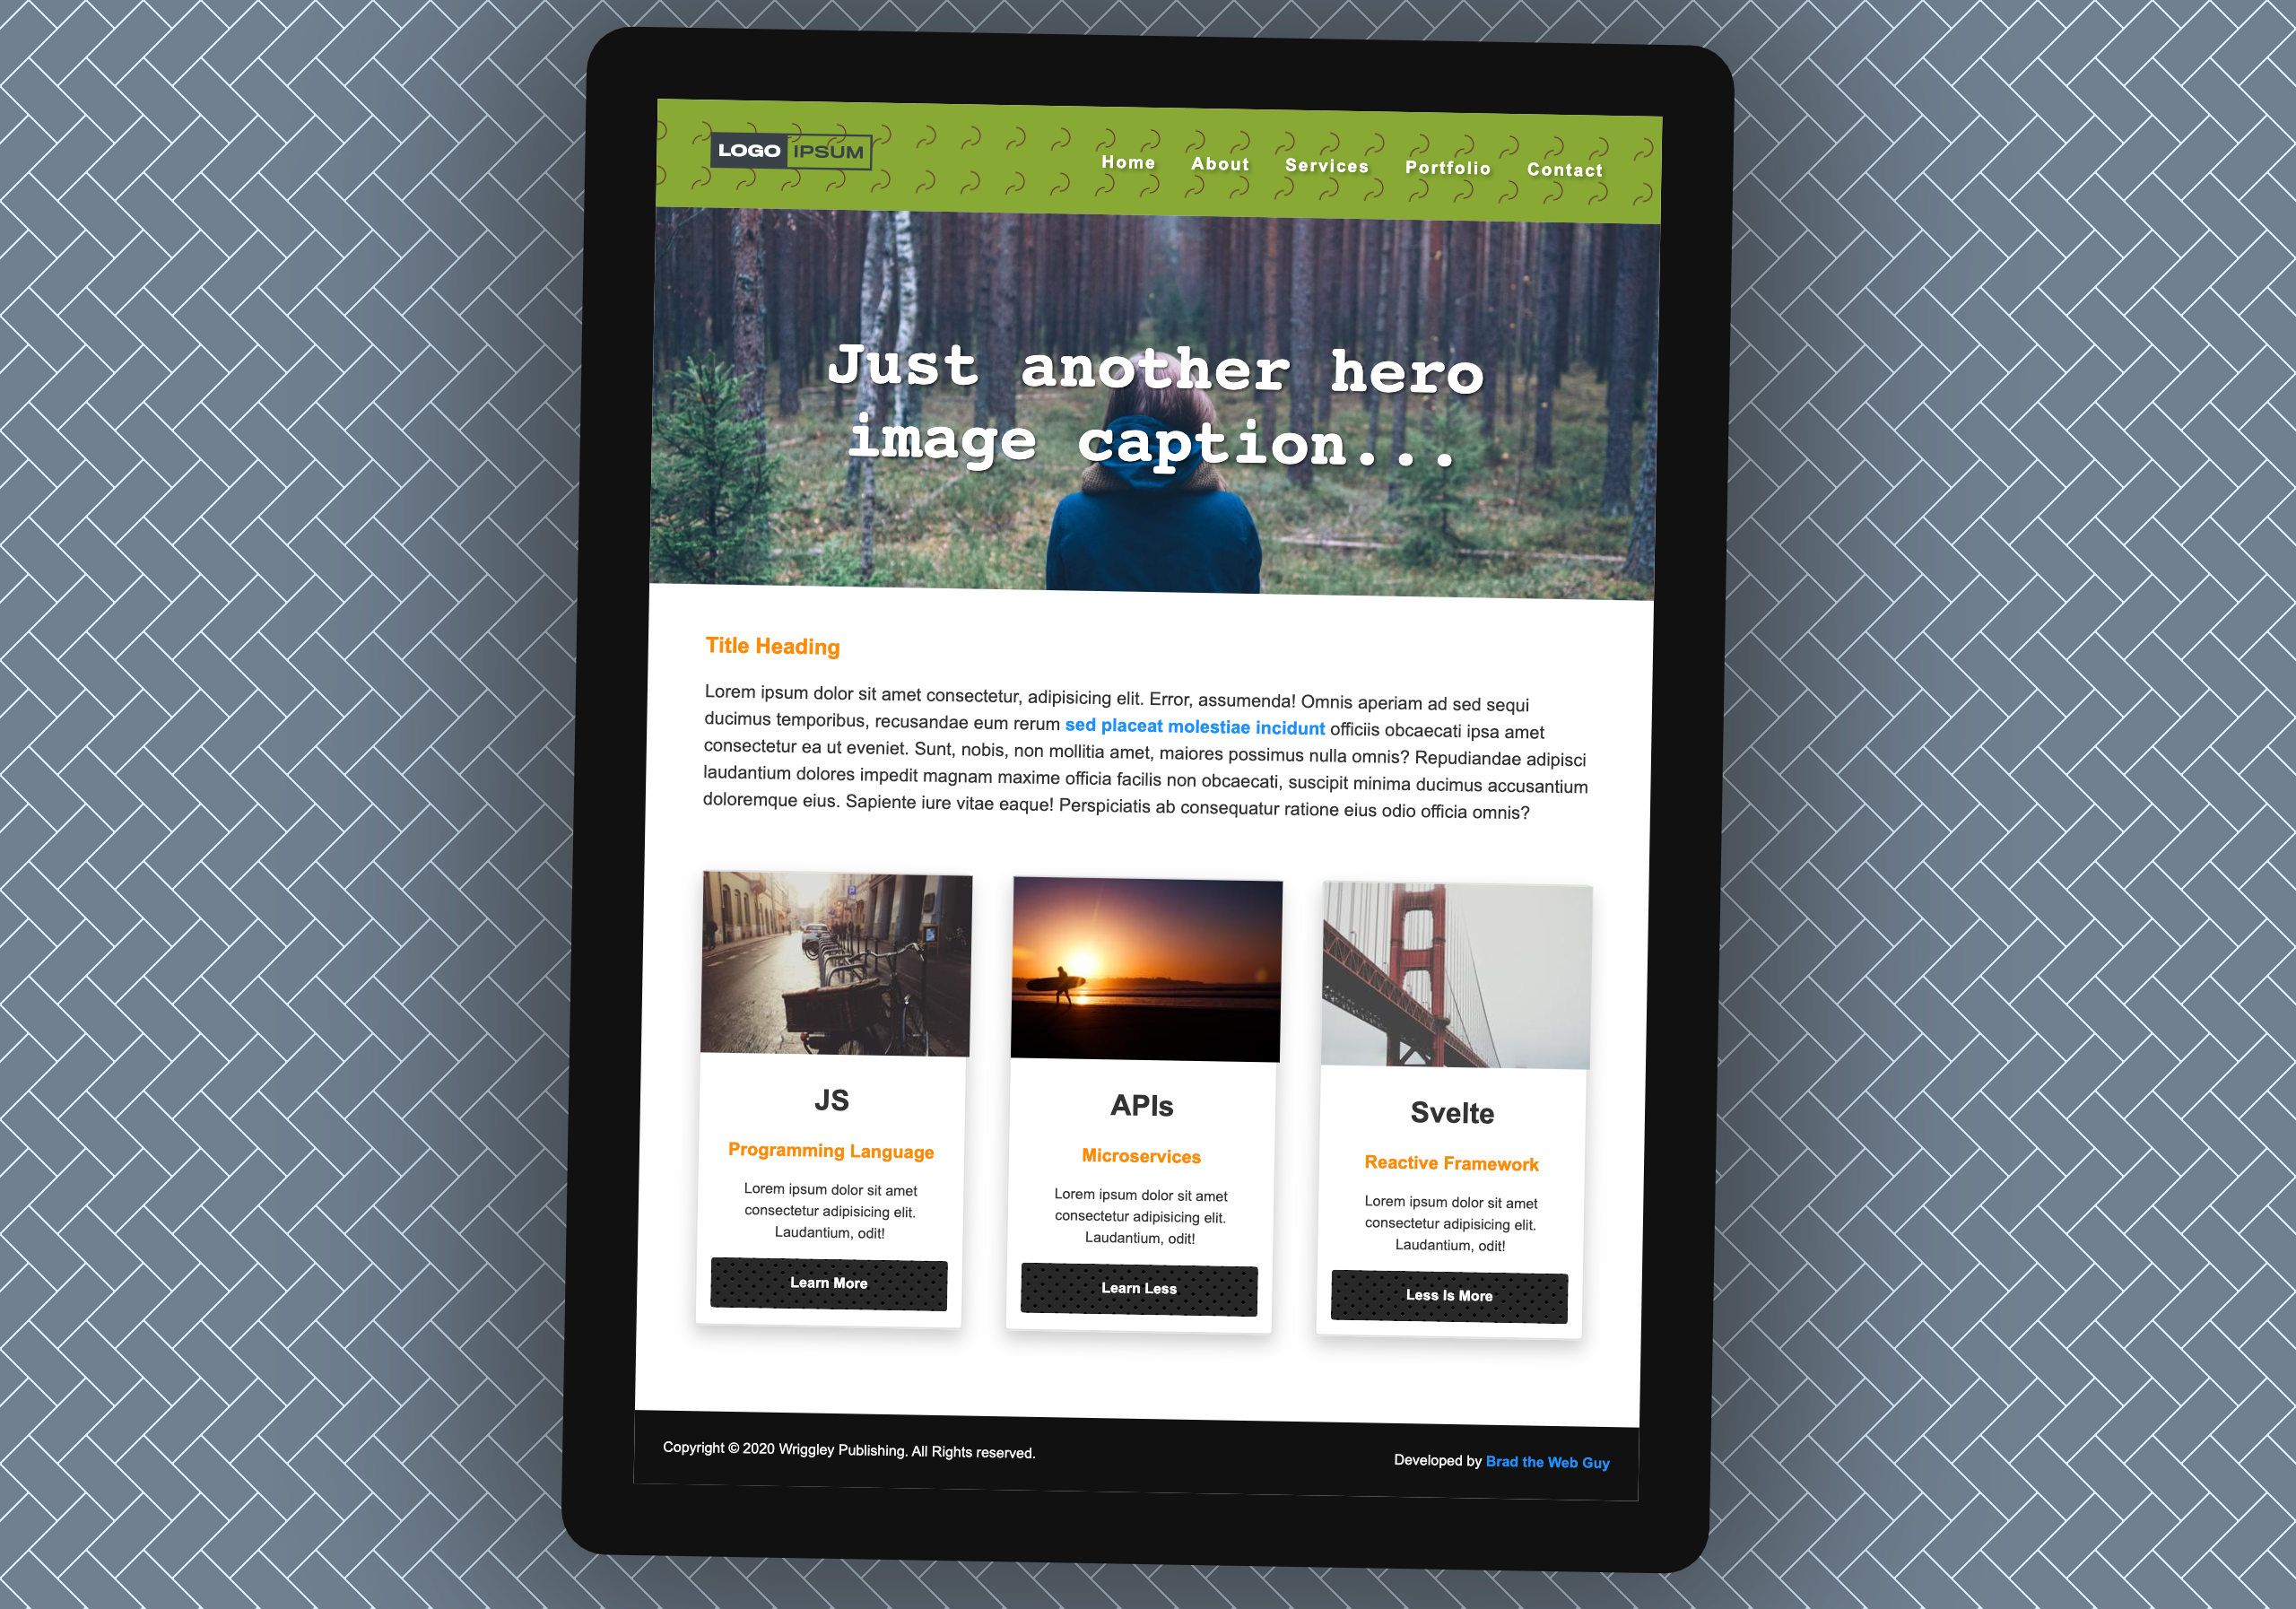 LOGO IPSUM
Home About Services Portfolio Contact
Just another hero
image caption...
Title Heading
Lorem ipsum dolor sit amet consectetur, adipisicing elit. Error, assumenda! Omnis aperiam ad sed sequi
ducimus temporibus, recusandae eum rerum sed placeat molestiae incidunt officiis obcaecati ipsa amet
consectetur ea ut eveniet. Sunt, nobis, non mollitia amet, maiores possimus nulla omnis? Repudiandae adipisci
laudantium dolores impedit magnam maxime officia facilis non obcaecati, suscipit minima ducimus accusantium
doloremque eius. Sapiente iure vitae eaque! Perspiciatis ab consequatur ratione eius odio officia omnis?
JS
Programming Language
Lorem ipsum dolor sit amet
consectetur adipisicing elit.
Laudantium, odit!
Learn More
APIs
Microservices
Lorem ipsum dolor sit amet
consectetur adipisicing elit.
Laudantium, odit!
Learn Less
Svelte
Reactive Framework
Lorem ipsum dolor sit amet
consectetur adipisicing elit.
Laudantium, odit!
Less Is More
Copyright © 2020 Wriggley Publishing. All Rights reserved.
Developed by Brad the Web Guy